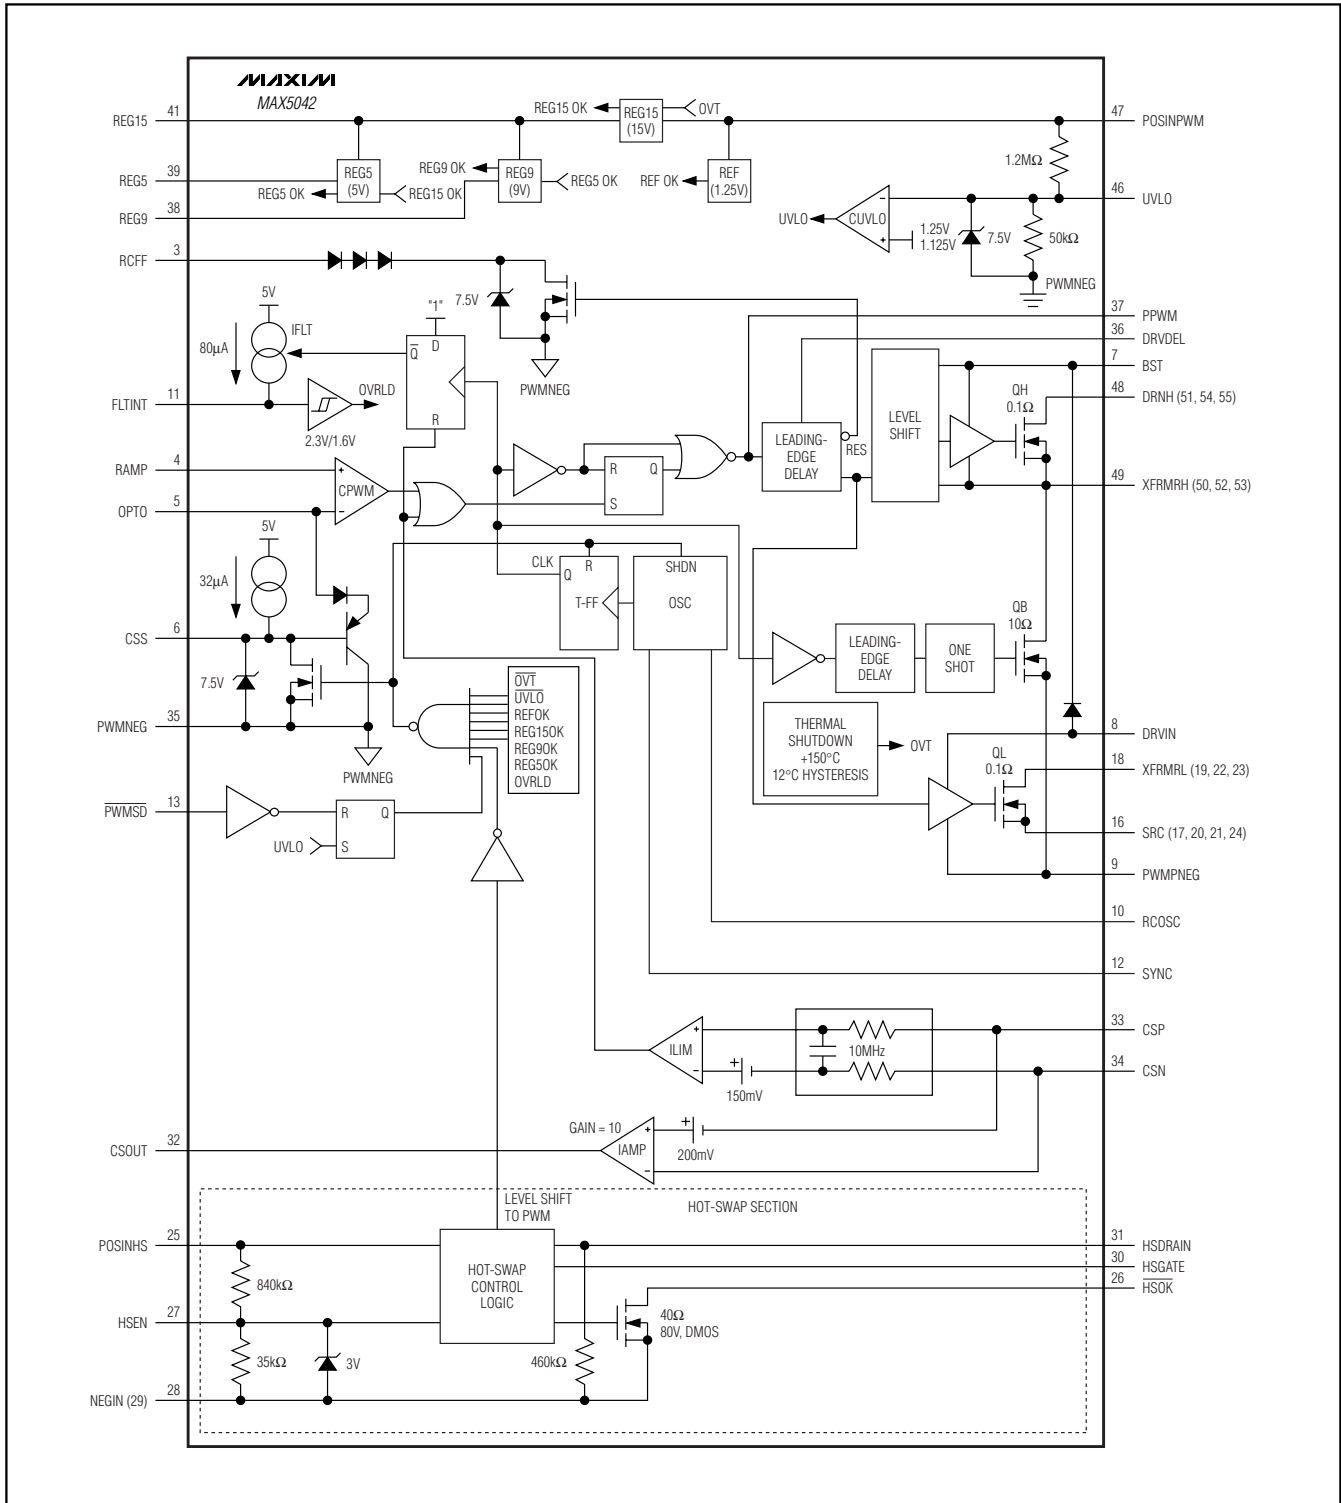 MAXIM
MAX5042
REG15 41
REG15 OK
REG15
(15V)
OVT
47 POSINPWM
1.2MΩ
REG5 39
REG5
(5V)
REG5 OK
REG15 OK
REG9 OK
REG9
(9V)
REG5 OK
REF OK
REF
(1.25V)
REG9 38
46 UVLO
UVLO
CUVLO
-
+
1.25V
1.125V
7.5V
50kΩ
PWMNEG
RCFF 3
7.5V
PWMNEG
37 PPWM
36 DRVDEL
7 BST
48 DRNH (51, 54, 55)
49 XFRMRH (50, 52, 53)
5V
IFLT
80µA
"1"
D
Q
R
FLTINT 11
OVRLD
2.3V/1.6V
RAMP 4
+
CPWM
-
OPTO 5
R
Q
S
LEADING-
EDGE
DELAY
RES
LEVEL
SHIFT
QH
0.1Ω
5V
32µA
CSS 6
7.5V
PWMNEG 35
PWMNEG
CLK
Q
R
T-FF
SHDN
OSC
LEADING-
EDGE
DELAY
ONE
SHOT
QB
10Ω
OVT
UVLO
REFOK
REG15OK
REG9OK
REG5OK
OVRLD
THERMAL
SHUTDOWN
+150°C
12°C HYSTERESIS
OVT
8 DRVIN
QL
0.1Ω
18 XFRMRL (19, 22, 23)
16 SRC (17, 20, 21, 24)
9 PWMPNEG
PWMSD 13
R
Q
UVLO
S
10 RCOSC
12 SYNC
33 CSP
+
ILIM
-
10MHz
34 CSN
+
150mV
CSOUT 32
GAIN = 10
+
IAMP
-
+
200mV
LEVEL SHIFT
TO PWM
HOT-SWAP SECTION
POSINHS 25
840kΩ
HOT-SWAP
CONTROL
LOGIC
31 HSDRAIN
30 HSGATE
26 HSOK
HSEN 27
35kΩ
3V
460kΩ
40Ω
80V, DMOS
NEGIN (29) 28